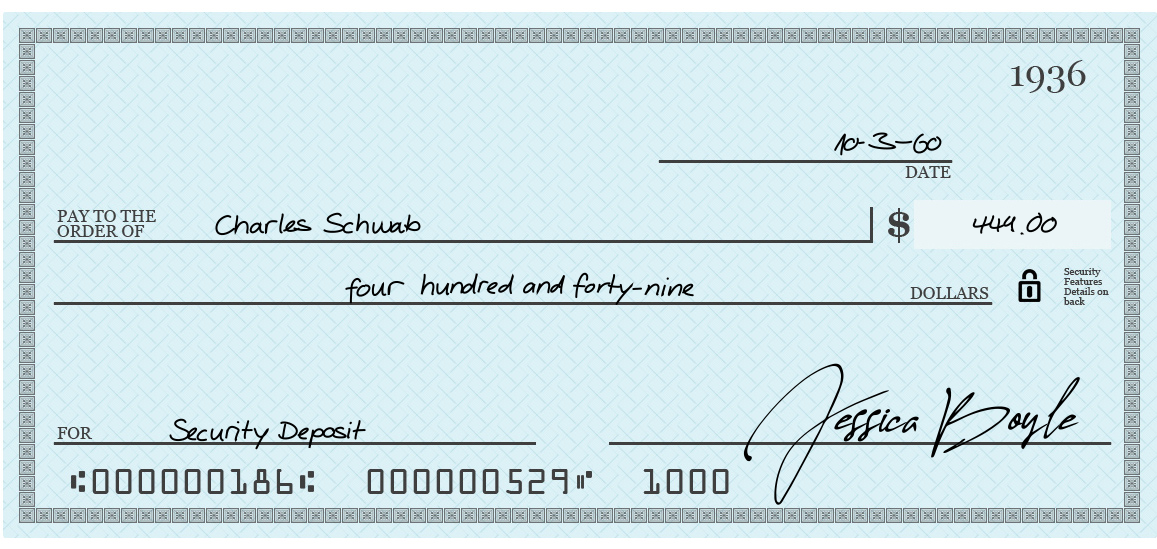 1936
10-3-60
DATE
PAY TO THE
ORDER OF Charles Schwab $ 449.00
four hundred and forty-nine DOLLARS
Security
Features
Details on
back
FOR Security Deposit Jessica Boyle
⑆000000186⑆ 000000529⑈ 1000